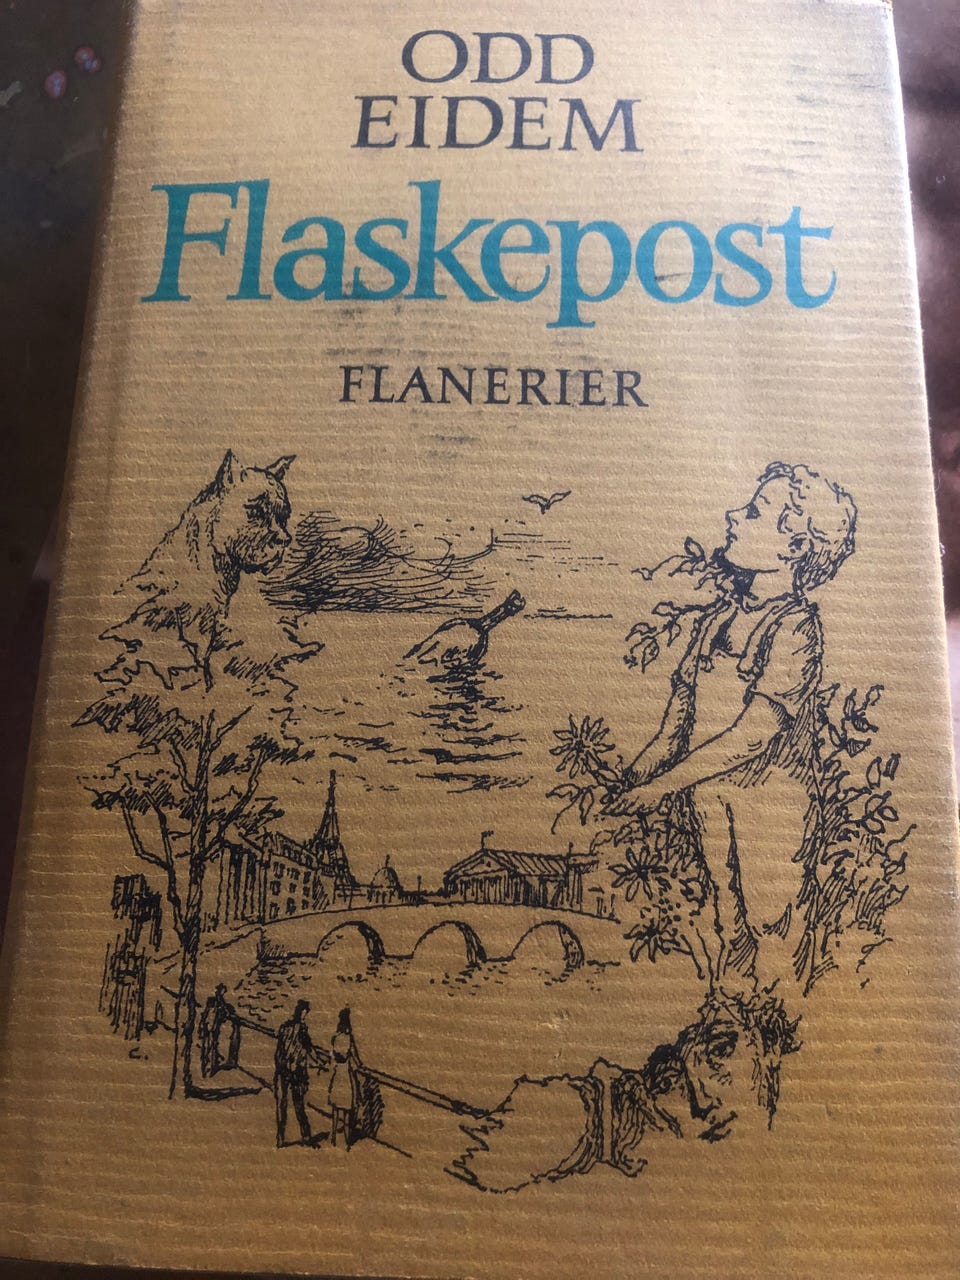 ODD
EIDEM
Flaskepost
FLANERIER
C.